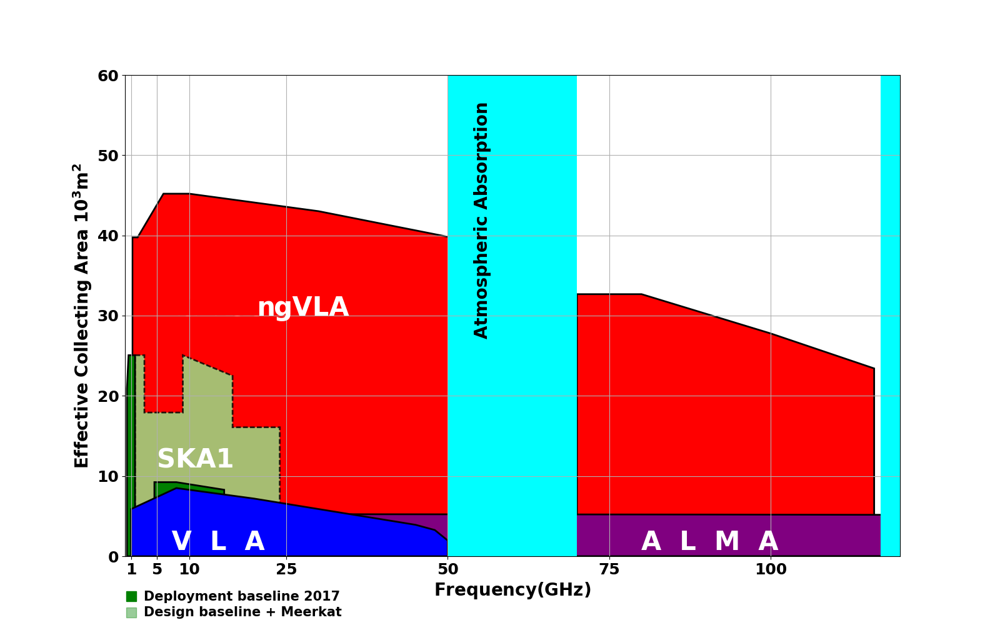 60
50
40
30
20
10
0
Effective Collecting Area 10³m²
Atmospheric Absorption
ngVLA
SKA1
V L A
A L M A
1 5 10 25 50 75 100
Frequency(GHz)
Deployment baseline 2017
Design baseline + Meerkat